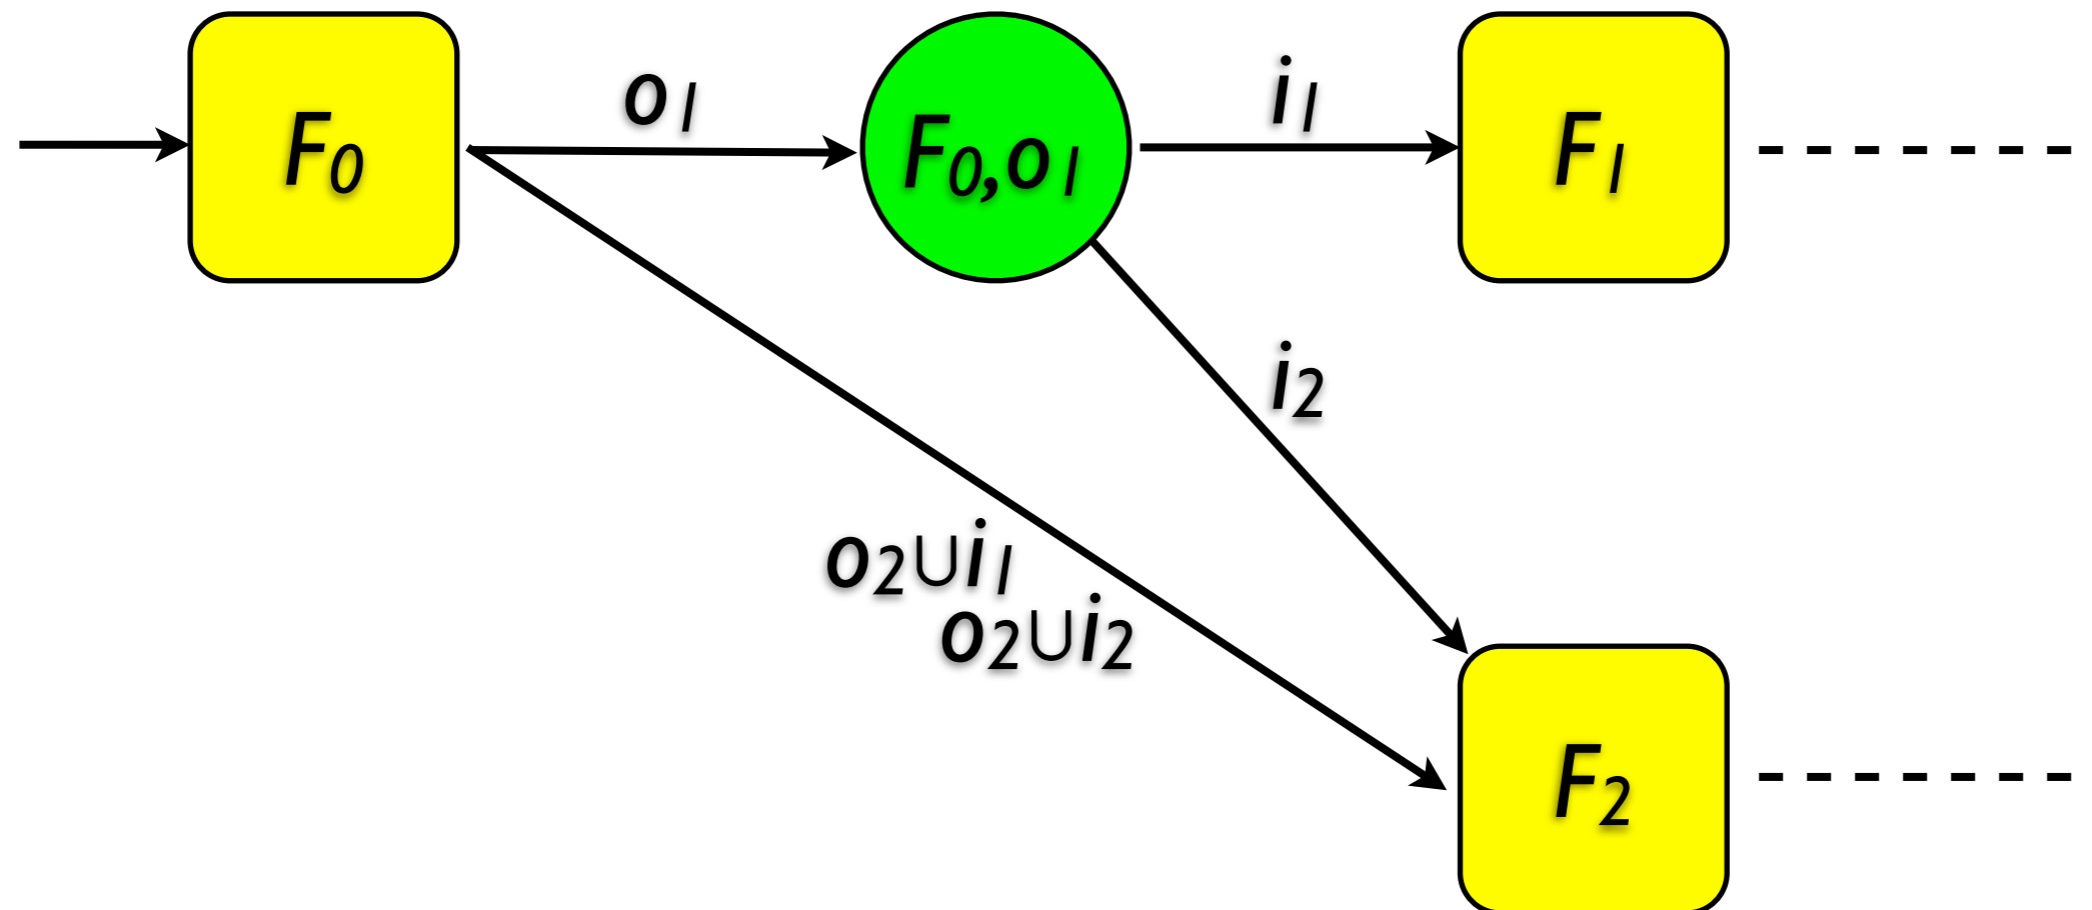 F₀
o₁
F₀,o₁
i₁
F₁
i₂
o₂∪i₁
o₂∪i₂
F₂